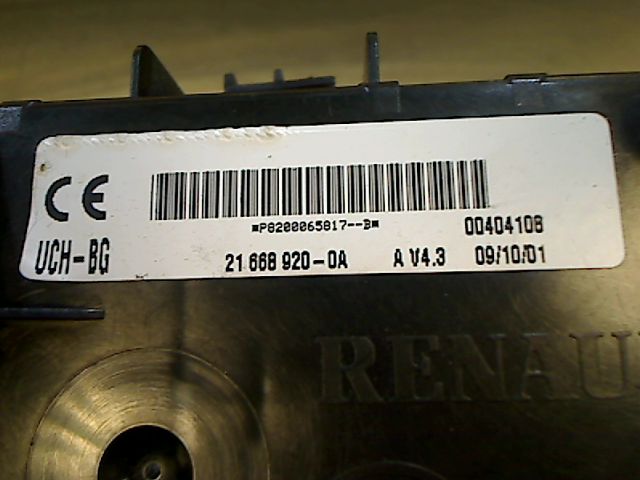 CE
*P8200065817--B*
00404108
UCH-BG
21 668 920-0A
A V4.3
09/10/01
RENAU